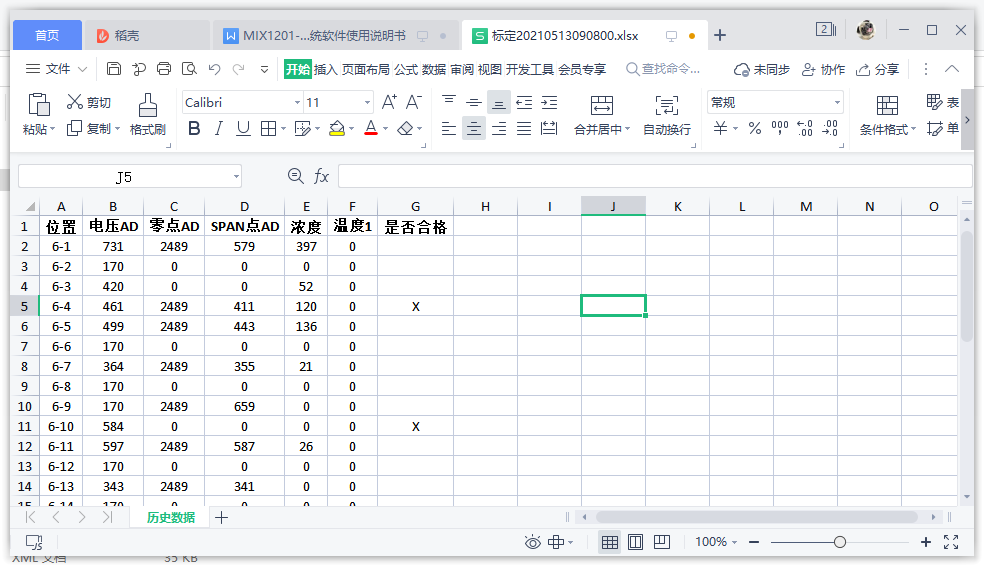 首页 稻壳 MIX1201-...统软件使用说明书 标定20210513090800.xlsx
文件 开始 插入 页面布局 公式 数据 审阅 视图 开发工具 会员专享 查找命令... 未同步 协作 分享
剪切 Calibri 11 A+ A- 常规 表
粘贴 复制 格式刷 B I U A 合并居中 自动换行 ¥ % 000 .00 .00 条件格式 单
J5 fx
A B C D E F G H I J K L M N O
1 位置 电压AD 零点AD SPAN点AD 浓度 温度1 是否合格
2 6-1 731 2489 579 397 0
3 6-2 170 0 0 0 0
4 6-3 420 0 0 52 0
5 6-4 461 2489 411 120 0 X
6 6-5 499 2489 443 136 0
7 6-6 170 0 0 0 0
8 6-7 364 2489 355 21 0
9 6-8 170 0 0 0 0
10 6-9 170 2489 659 0 0
11 6-10 584 0 0 0 0 X
12 6-11 597 2489 587 26 0
13 6-12 170 0 0 0 0
14 6-13 343 2489 341 0 0
15 6-14 170 0 0 0 0
历史数据
100%
XML 文档 35 KB